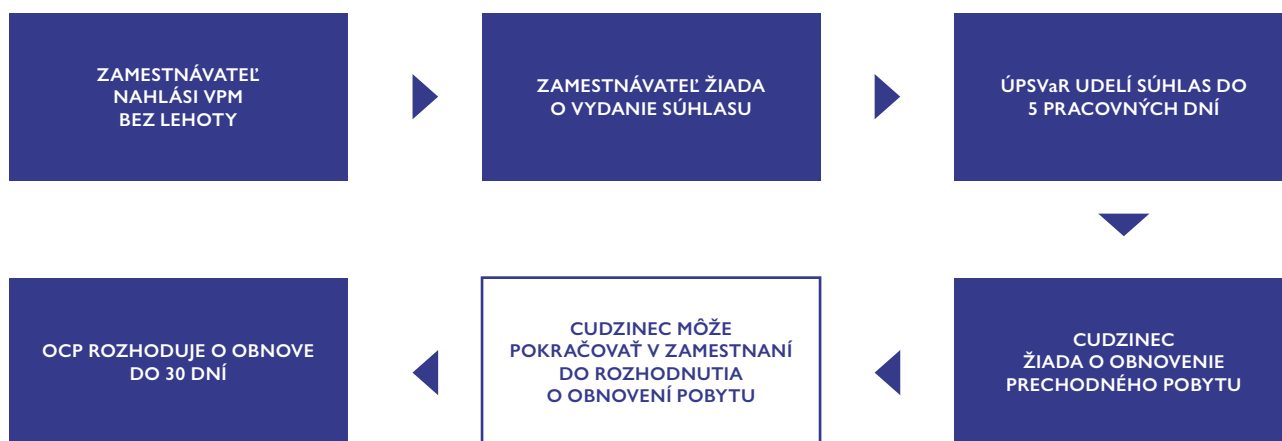 ZAMESTNÁVATEĽ
NAHLÁSI VPM
BEZ LEHOTY
ZAMESTNÁVATEĽ ŽIADA
O VYDANIE SÚHLASU
ÚPSVaR UDELÍ SÚHLAS DO
5 PRACOVNÝCH DNÍ
CUDZINEC
ŽIADA O OBNOVENIE
PRECHODNÉHO POBYTU
CUDZINEC MÔŽE
POKRAČOVAŤ V ZAMESTNANÍ
DO ROZHODNUTIA
O OBNOVENÍ POBYTU
OCP ROZHODUJE O OBNOVE
DO 30 DNÍ